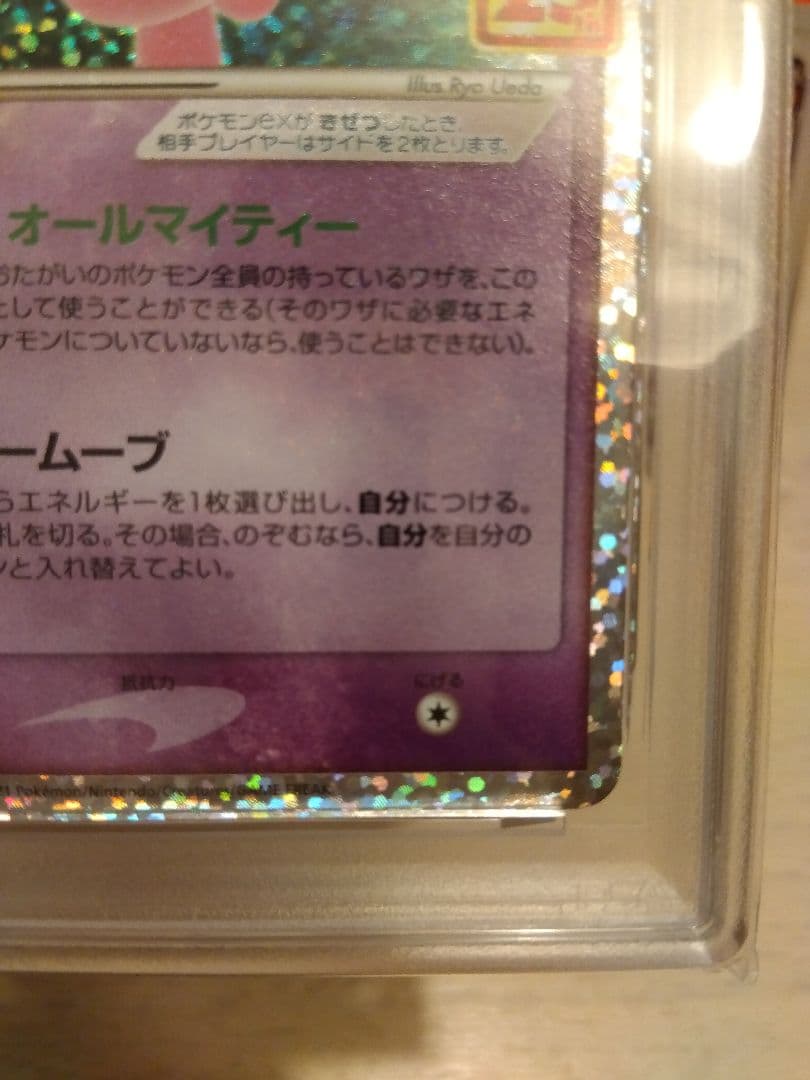 Illus. Ryo Ueda
ポケモンexが きぜつしたとき、
相手プレイヤーはサイドを2枚とります。
オールマイティー
おたがいのポケモン全員の持っているワザを、この
として使うことができる(そのワザに必要なエネ
ケモンについていないなら、使うことはできない)。
ームーブ
らエネルギーを1枚選び出し、自分につける。
札を切る。その場合、のぞむなら、自分を自分の
ンと入れ替えてよい。
抵抗力
にげる
21 Pokémon/Nintendo/Creatures/GAME FREAK